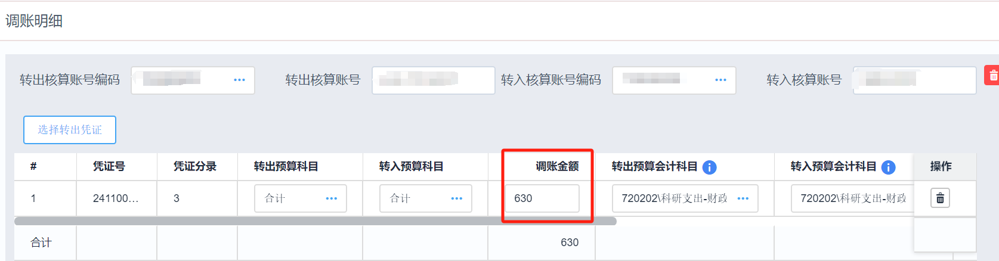 调账明细
转出核算账号编码 转出核算账号 转入核算账号编码 转入核算账号
选择转出凭证
# 凭证号 凭证分录 转出预算科目 转入预算科目 调账金额 转出预算会计科目 转入预算会计科目 操作
1 241100... 3 合计 合计 630 720202\科研支出-财政 720202\科研支出-财政
合计 630